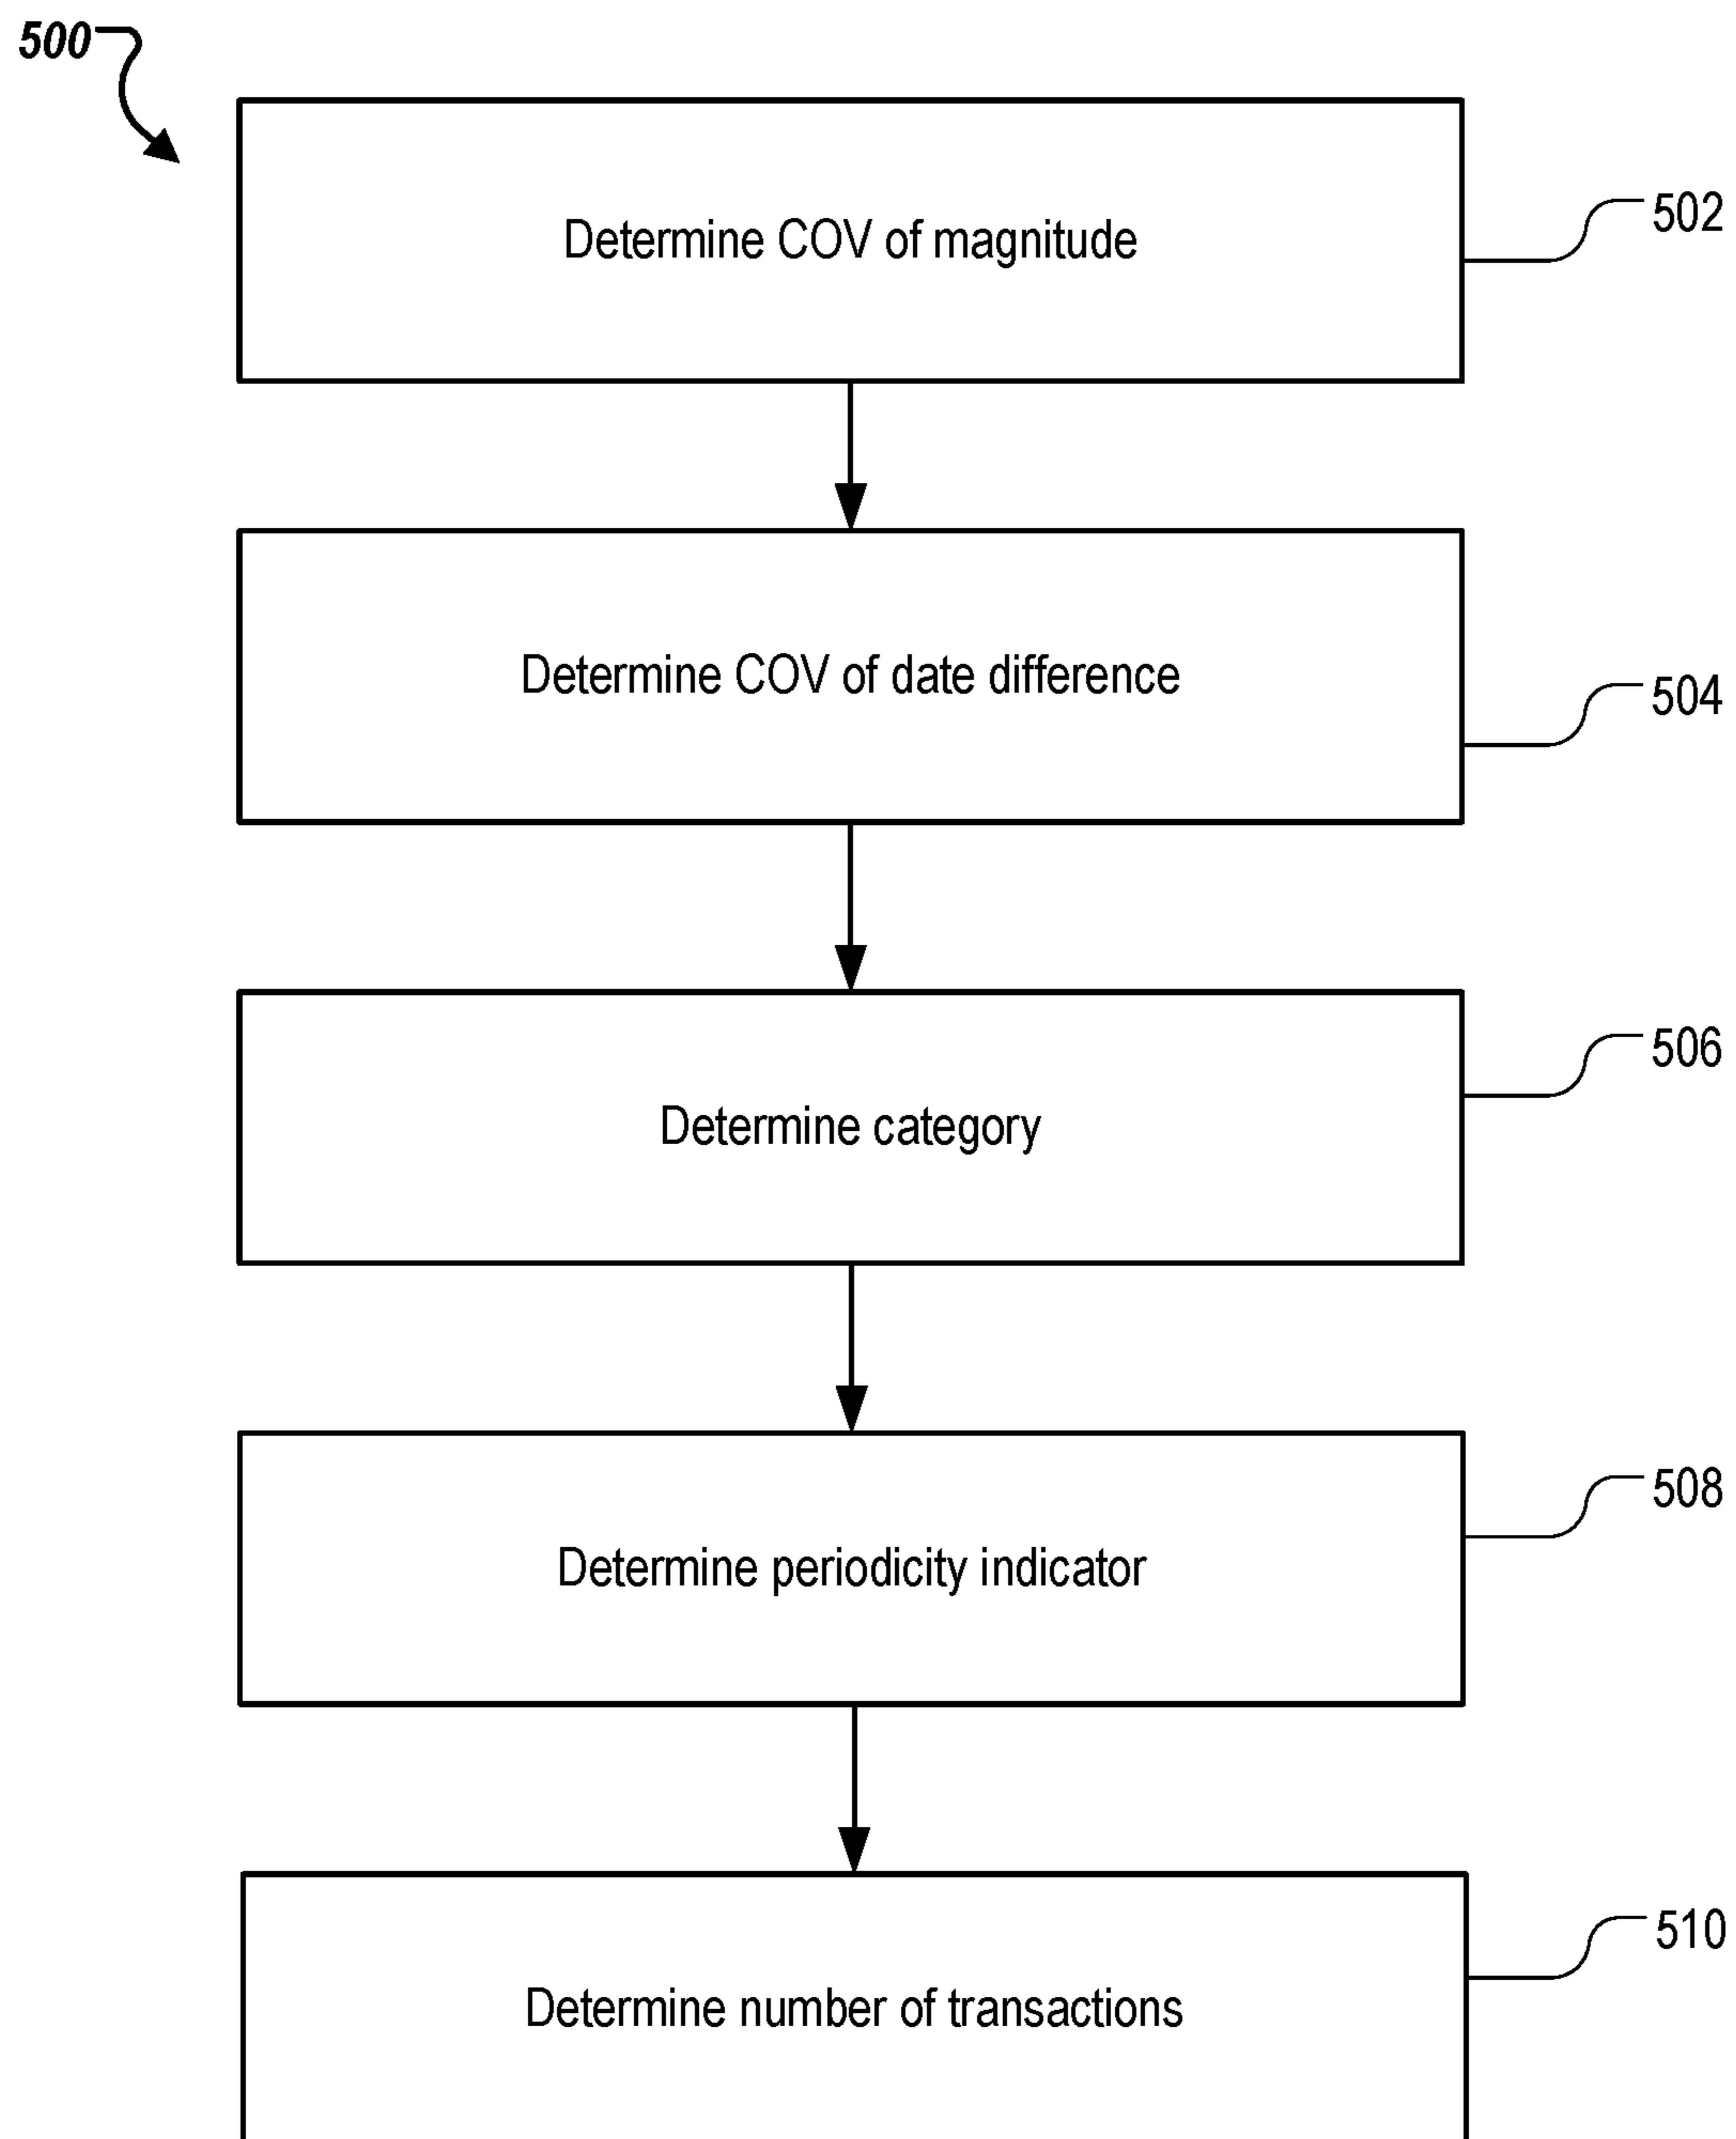 500
Determine COV of magnitude
502
Determine COV of date difference
504
Determine category
506
Determine periodicity indicator
508
Determine number of transactions
510